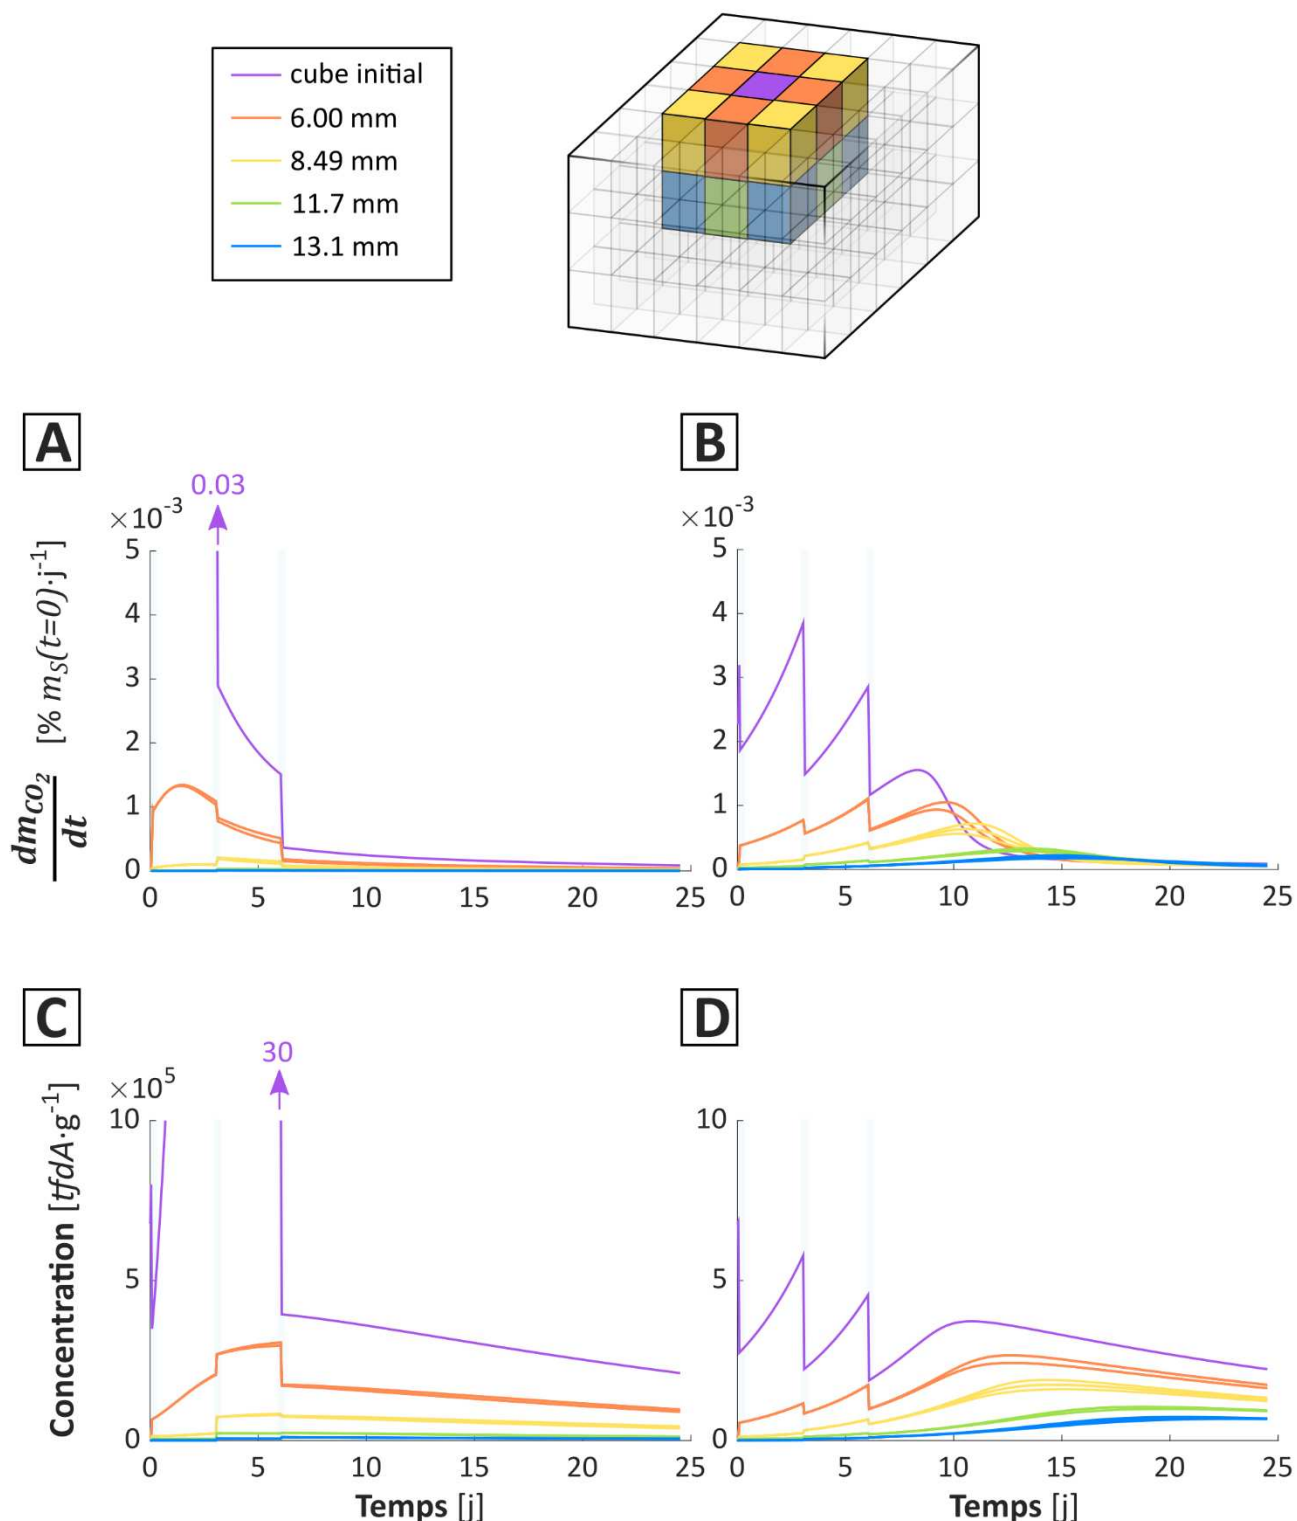 cube initial
6.00 mm
8.49 mm
11.7 mm
13.1 mm
A
B
0.03
×10⁻³
×10⁻³
dm_CO₂/dt [% m_S(t=0)·j⁻¹]
5
4
3
2
1
0
0 5 10 15 20 25
5
4
3
2
1
0
0 5 10 15 20 25
C
D
30
×10⁵
Concentration [tfdA·g⁻¹]
10
5
0
0 5 10 15 20 25
Temps [j]
10
5
0
0 5 10 15 20 25
Temps [j]